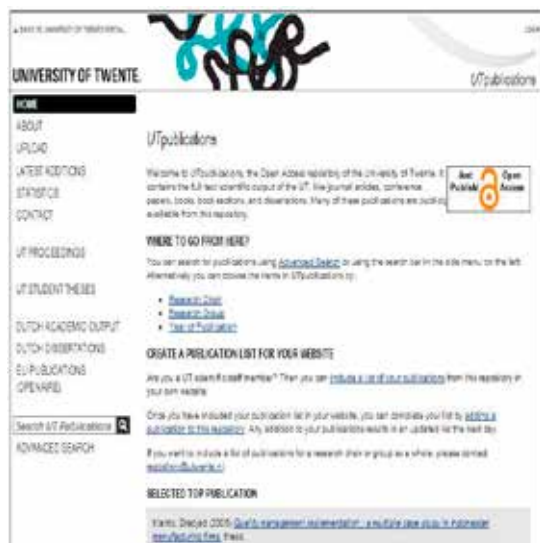 UNIVERSITY OF TWENTE.
UTpublications
HOME
ABOUT
UPLOAD
LATEST ADDITIONS
STATISTICS
CONTACT
UT PROCEEDINGS
UT STUDENT THESES
DUTCH ACADEMIC OUTPUT
DUTCH DISSERTATIONS
EU PUBLICATIONS
(OPENAIRE)
Search UT Publications
ADVANCED SEARCH
UTpublications
Welcome to UTpublications, the Open Access repository of the University of Twente. It
contains the full text scientific output of the UT, like journal articles, conference
papers, books, book sections, and dissertations. Many of these publications are publicly
available from this repository.
Just Open
Publish Access
WHERE TO GO FROM HERE?
You can search for publications using Advanced Search or using the search bar in the side menu on the left.
Alternatively you can browse the items in UTpublications by:
Research Chair
Research Group
Year of Publication
CREATE A PUBLICATION LIST FOR YOUR WEBSITE
Are you a UT scientific staff member? Then you can include a list of your publications from this repository in
your own website.
Once you have included your publication list in your website, you can complete your list by adding a
publication to this repository. Any addition to your publications results in an updated list the next day.
If you want to include a list of publications for a research chair or group as a whole, please contact
SELECTED TOP PUBLICATION
2005 Quality management implementation: a multiple case study in Indonesian
manufacturing firms. thesis.